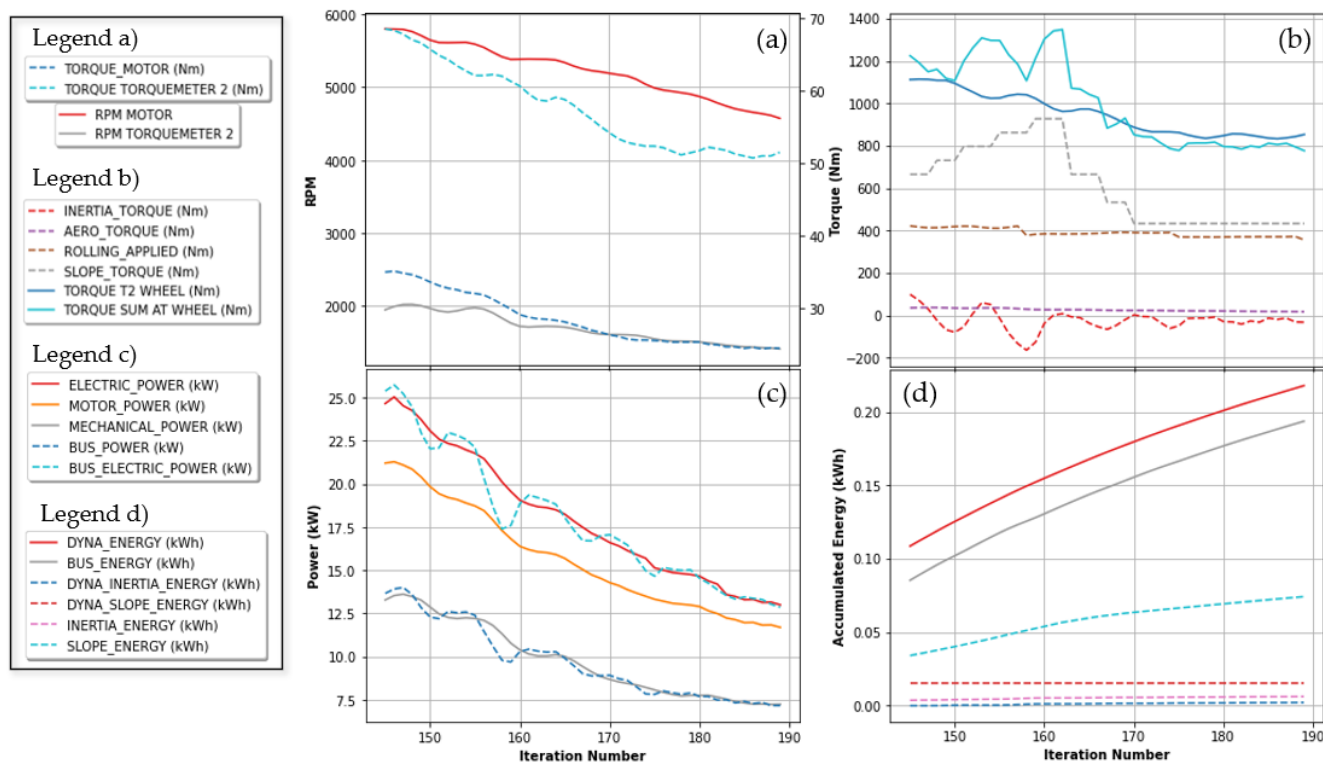 Legend a)
TORQUE_MOTOR (Nm)
TORQUE TORQUEMETER 2 (Nm)
RPM MOTOR
RPM TORQUEMETER 2
Legend b)
INERTIA_TORQUE (Nm)
AERO_TORQUE (Nm)
ROLLING_APPLIED (Nm)
SLOPE_TORQUE (Nm)
TORQUE T2 WHEEL (Nm)
TORQUE SUM AT WHEEL (Nm)
Legend c)
ELECTRIC_POWER (kW)
MOTOR_POWER (kW)
MECHANICAL_POWER (kW)
BUS_POWER (kW)
BUS_ELECTRIC_POWER (kW)
Legend d)
DYNA_ENERGY (kWh)
BUS_ENERGY (kWh)
DYNA_INERTIA_ENERGY (kWh)
DYNA_SLOPE_ENERGY (kWh)
INERTIA_ENERGY (kWh)
SLOPE_ENERGY (kWh)
(a)
RPM
6000
5000
4000
3000
2000
70
60
50
40
30
Torque (Nm)
(b)
1400
1200
1000
800
600
400
200
0
−200
(c)
Power (kW)
25.0
22.5
20.0
17.5
15.0
12.5
10.0
7.5
150
160
170
180
190
Iteration Number
(d)
Accumulated Energy (kWh)
0.20
0.15
0.10
0.05
0.00
150
160
170
180
190
Iteration Number